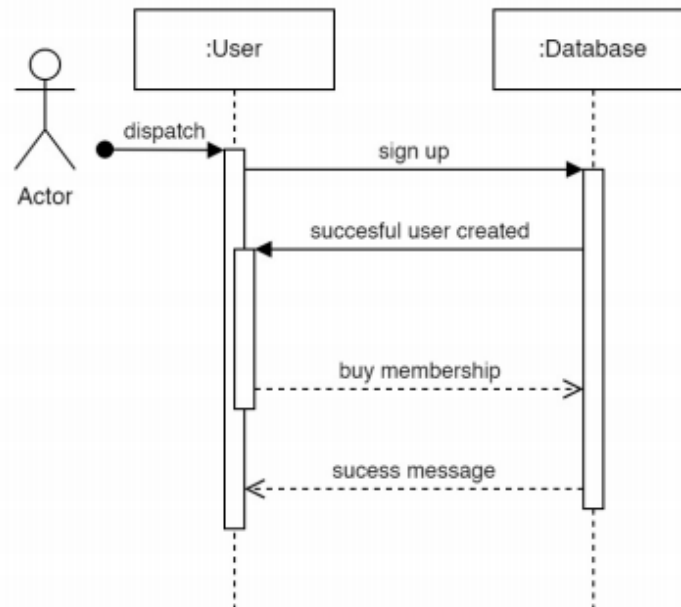 :User
:Database
dispatch
sign up
Actor
succesful user created
buy membership
sucess message